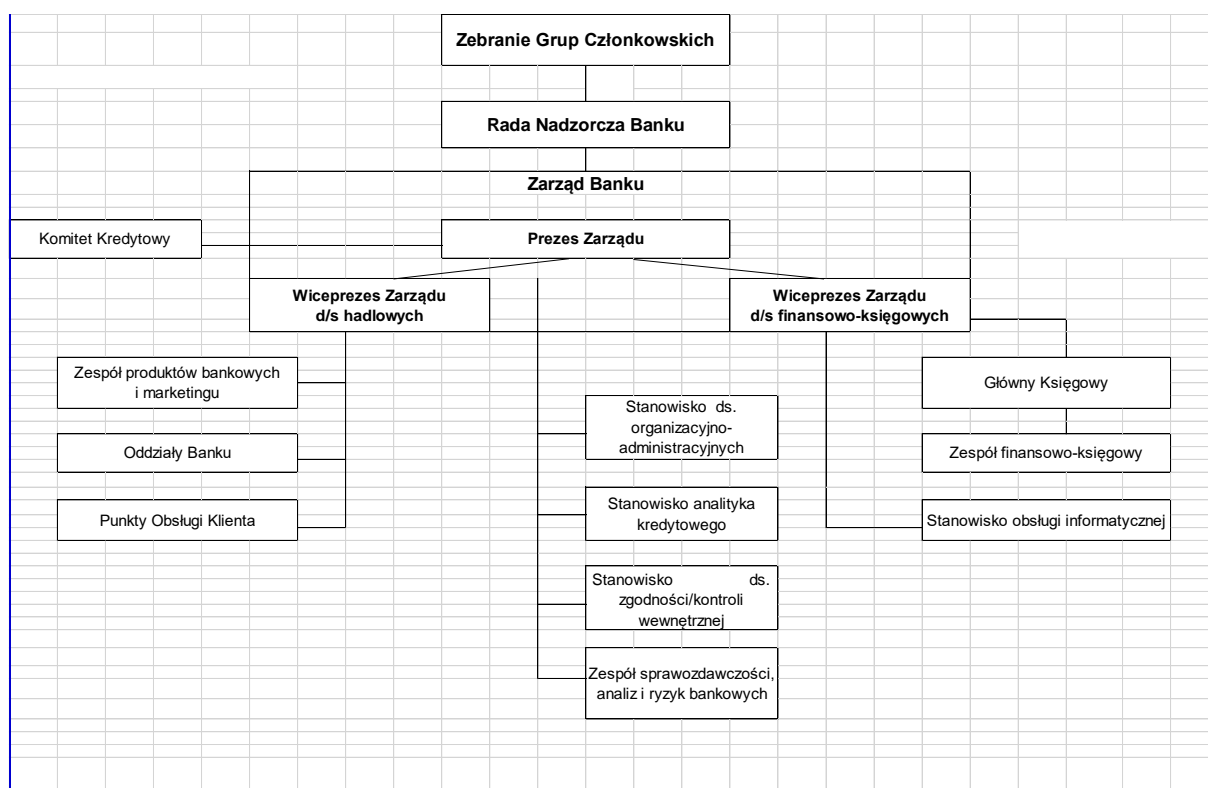 Zebranie Grup Członkowskich
Rada Nadzorcza Banku
Zarząd Banku
Komitet Kredytowy
Prezes Zarządu
Wiceprezes Zarządu
d/s hadlowych
Wiceprezes Zarządu
d/s finansowo-księgowych
Zespół produktów bankowych
i marketingu
Oddziały Banku
Punkty Obsługi Klienta
Stanowisko ds.
organizacyjno-
administracyjnych
Stanowisko analityka
kredytowego
Stanowisko ds.
zgodności/kontroli
wewnętrznej
Zespół sprawozdawczości,
analiz i ryzyk bankowych
Główny Księgowy
Zespół finansowo-księgowy
Stanowisko obsługi informatycznej